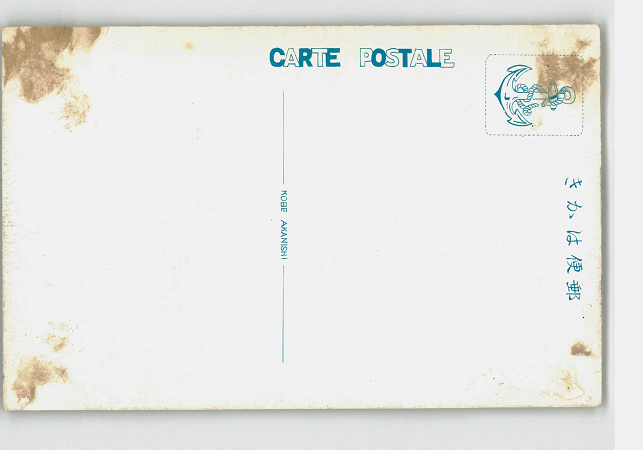 CARTE POSTALE
KOBE AKANISHI
郵便はかき